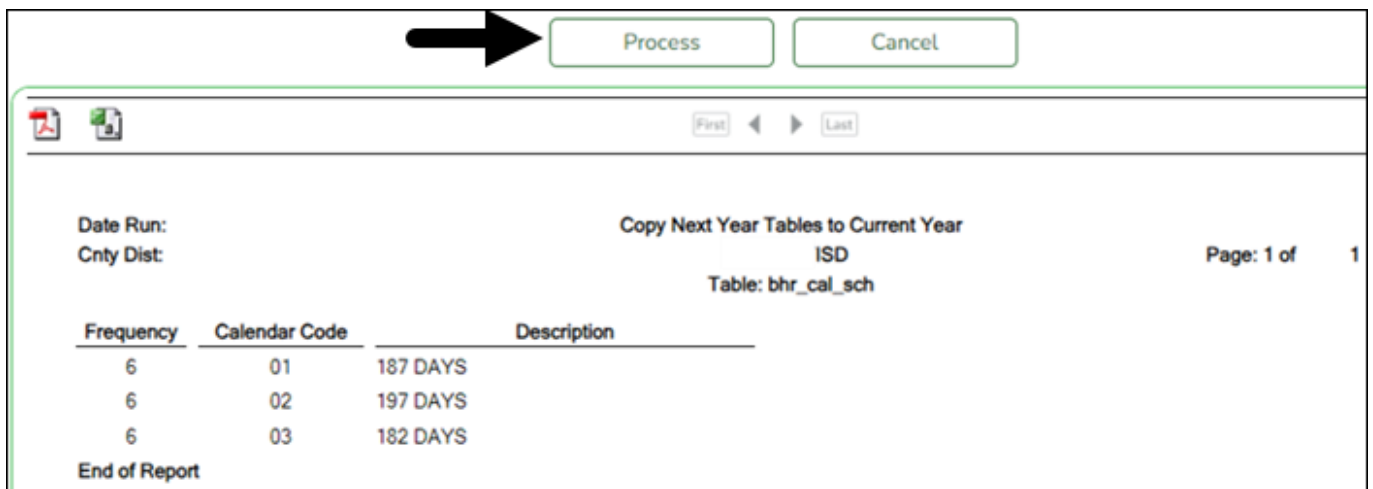 Process Cancel
First Last
Date Run: Copy Next Year Tables to Current Year
Cnty Dist: ISD Page: 1 of 1
Table: bhr_cal_sch
Frequency Calendar Code Description
6 01 187 DAYS
6 02 197 DAYS
6 03 182 DAYS
End of Report